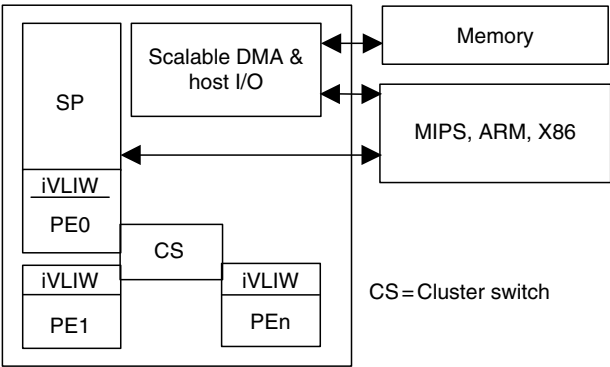 SP
Scalable DMA &
host I/O
Memory
MIPS, ARM, X86
iVLIW
PE0
CS
iVLIW
PE1
iVLIW
PEn
CS=Cluster switch